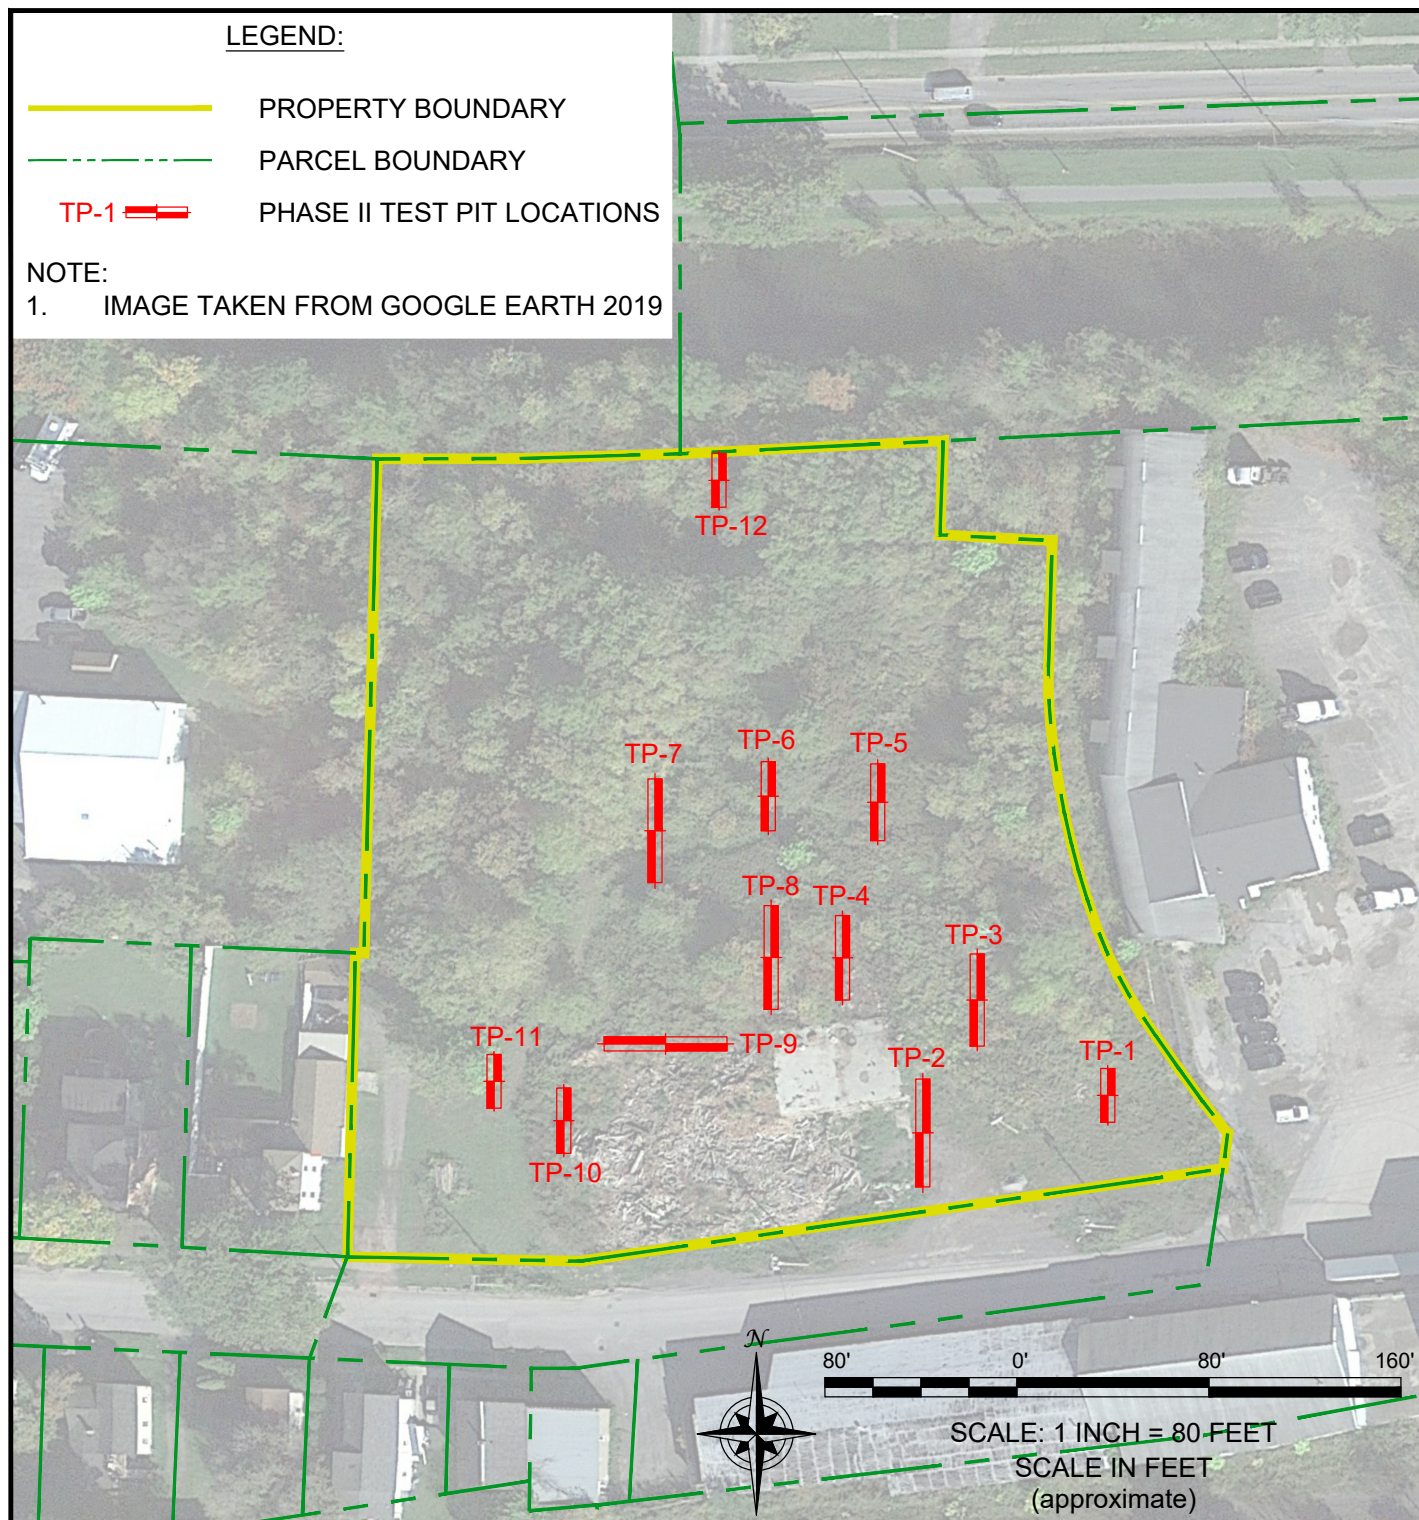 LEGEND:
PROPERTY BOUNDARY
PARCEL BOUNDARY
TP-1 PHASE II TEST PIT LOCATIONS
NOTE:
1. IMAGE TAKEN FROM GOOGLE EARTH 2019
TP-12
TP-7
TP-6
TP-5
TP-8
TP-4
TP-3
TP-11
TP-9
TP-2
TP-1
TP-10
N
80' 0' 80' 160'
SCALE: 1 INCH = 80 FEET
SCALE IN FEET
(approximate)